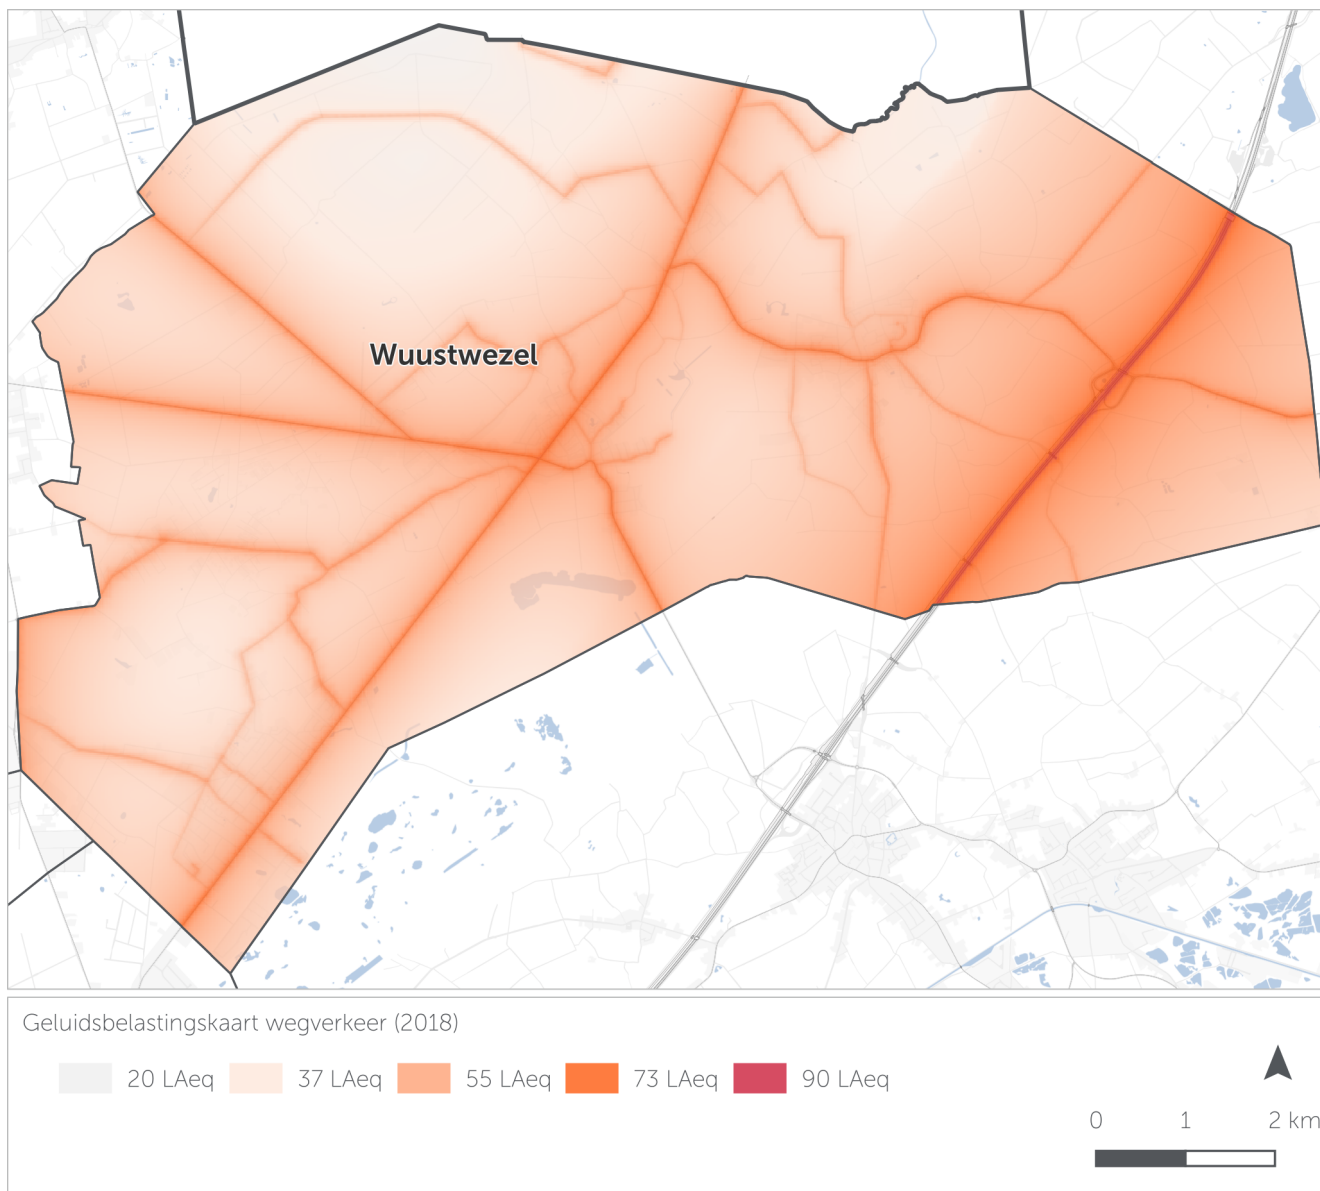 Wuustwezel
Geluidsbelastingskaart wegverkeer (2018)
20 LAeq 37 LAeq 55 LAeq 73 LAeq 90 LAeq
0 1 2 km